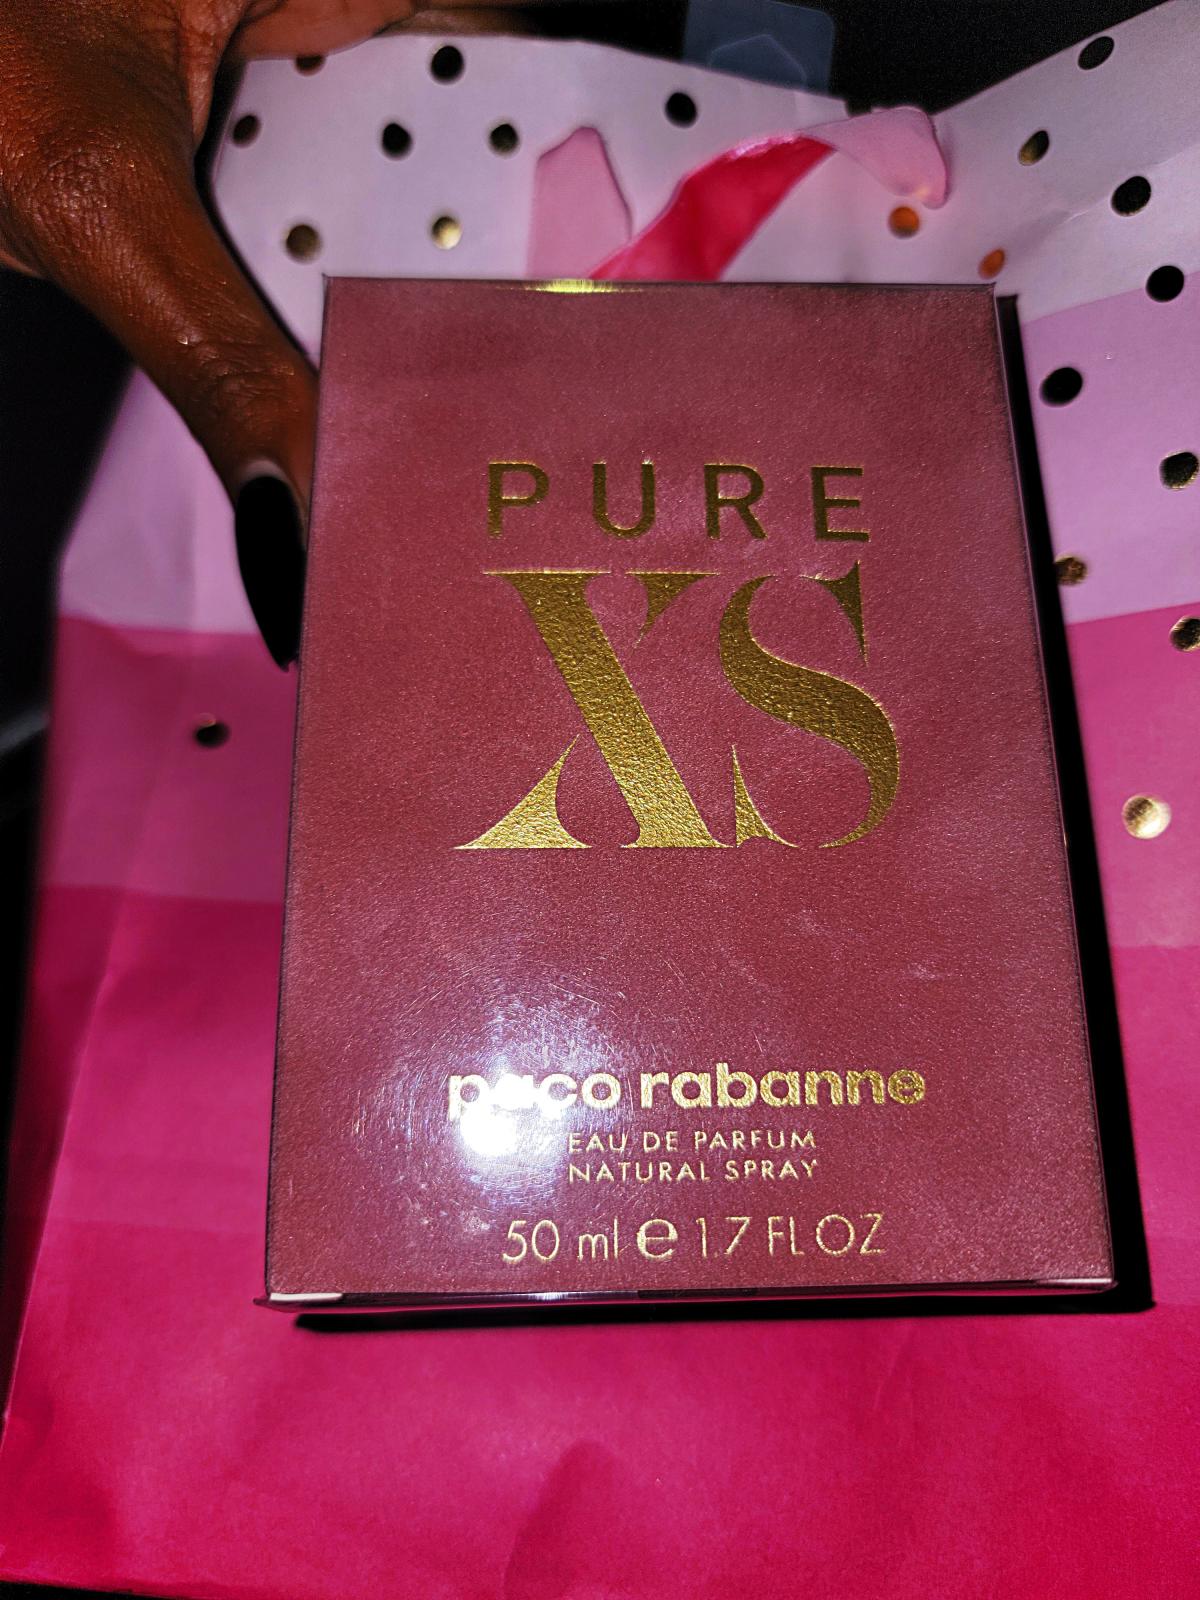 PURE
XS
paco rabanne
EAU DE PARFUM
NATURAL SPRAY
50 ml ℮ 1.7 FL OZ